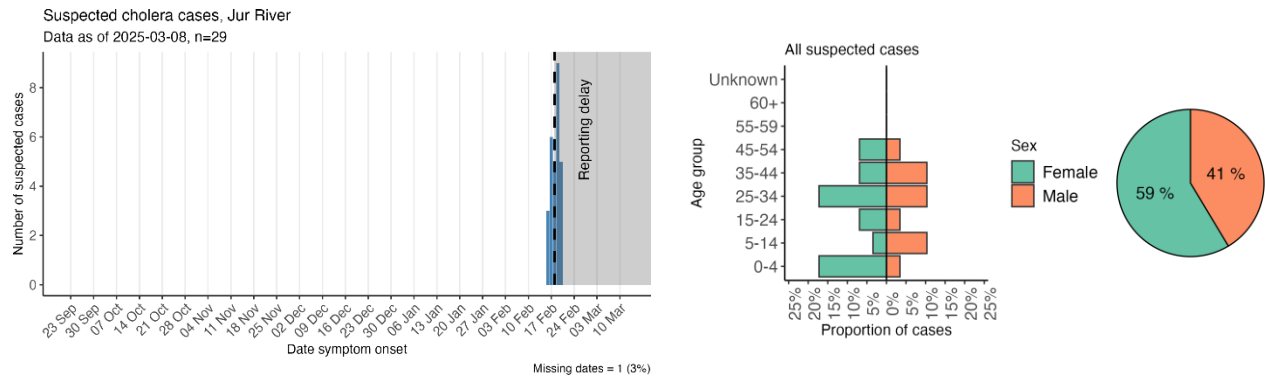 Suspected cholera cases, Jur River
Data as of 2025-03-08, n=29
Number of suspected cases
8
6
4
2
0
Reporting delay
23 Sep
30 Sep
07 Oct
14 Oct
21 Oct
28 Oct
04 Nov
11 Nov
18 Nov
25 Nov
02 Dec
09 Dec
16 Dec
23 Dec
30 Dec
06 Jan
13 Jan
20 Jan
27 Jan
03 Feb
10 Feb
17 Feb
24 Feb
03 Mar
10 Mar
Date symptom onset
Missing dates = 1 (3%)
All suspected cases
Age group
Unknown
60+
55-59
45-54
35-44
25-34
15-24
5-14
0-4
25%
20%
15%
10%
5%
0%
5%
10%
15%
20%
25%
Proportion of cases
Sex
Female
Male
59 %
41 %